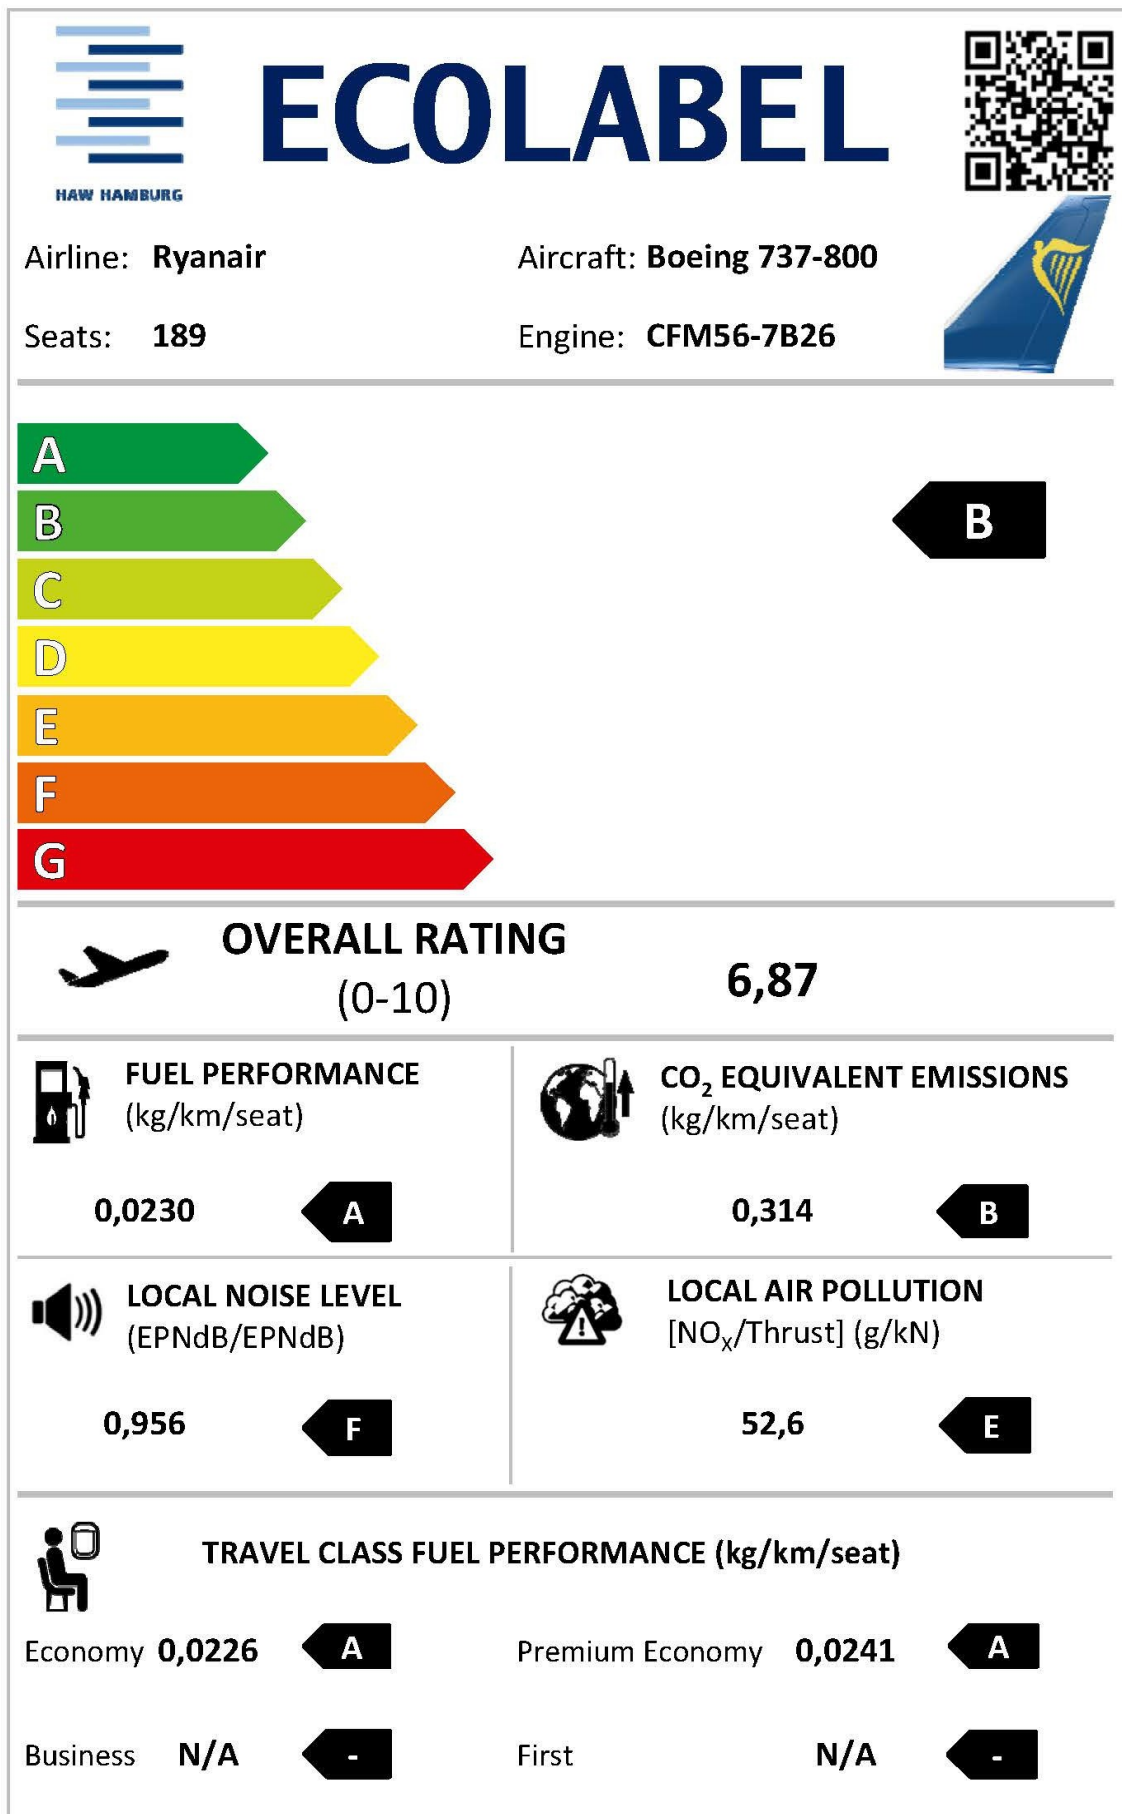 HAW HAMBURG
ECOLABEL
Airline: Ryanair
Aircraft: Boeing 737-800
Seats: 189
Engine: CFM56-7B26
A
B
B
C
D
E
F
G
OVERALL RATING
(0-10)
6,87
FUEL PERFORMANCE
(kg/km/seat)
0,0230 A
CO₂ EQUIVALENT EMISSIONS
(kg/km/seat)
0,314 B
LOCAL NOISE LEVEL
(EPNdB/EPNdB)
0,956 F
LOCAL AIR POLLUTION
[NOₓ/Thrust] (g/kN)
52,6 E
TRAVEL CLASS FUEL PERFORMANCE (kg/km/seat)
Economy 0,0226 A
Premium Economy 0,0241 A
Business N/A -
First N/A -